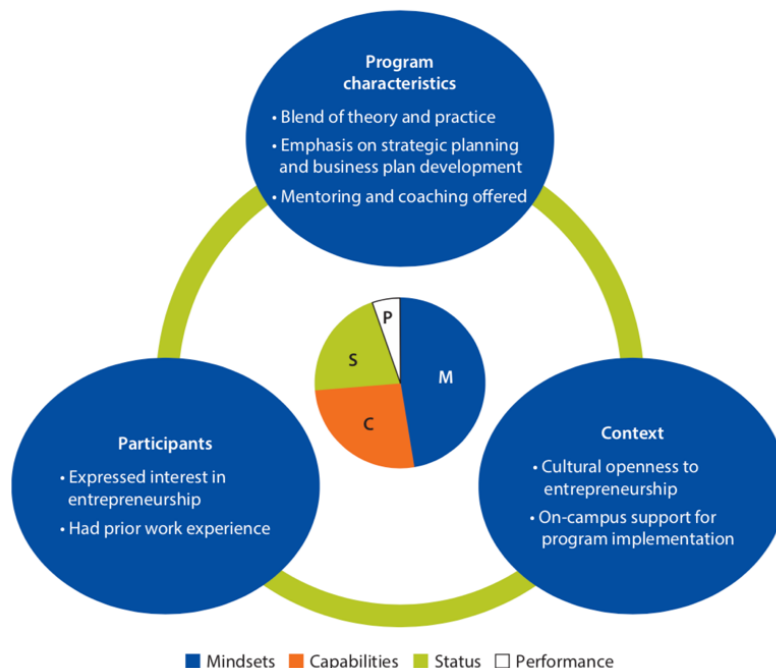 Program
characteristics
• Blend of theory and practice
• Emphasis on strategic planning
and business plan development
• Mentoring and coaching offered
P
S
M
C
Participants
• Expressed interest in
entrepreneurship
• Had prior work experience
Context
• Cultural openness to
entrepreneurship
• On-campus support for
program implementation
Mindsets Capabilities Status Performance